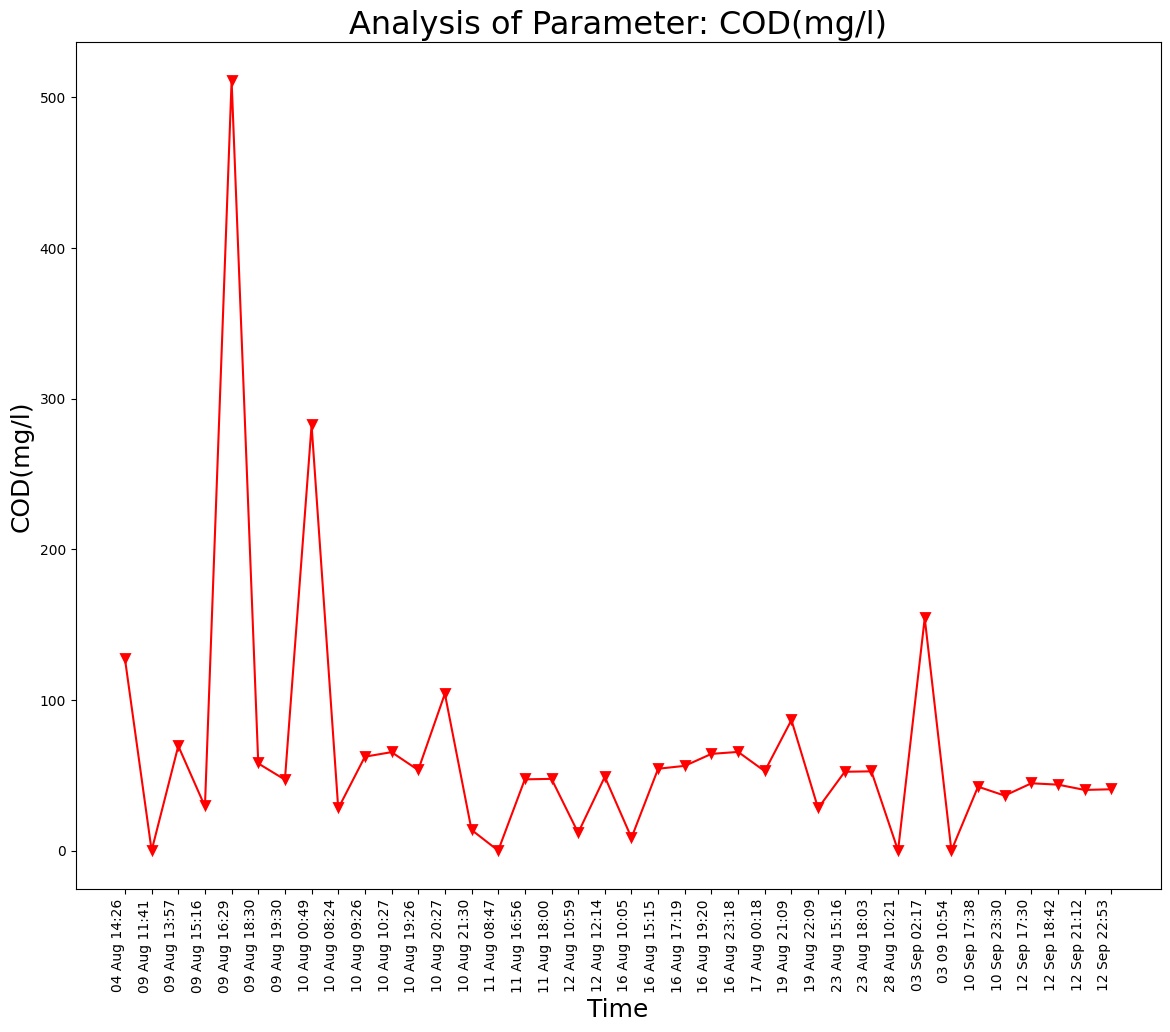 Analysis of Parameter: COD(mg/l)
COD(mg/l)
500
400
300
200
100
0
04 Aug 14:26
09 Aug 11:41
09 Aug 13:57
09 Aug 15:16
09 Aug 16:29
09 Aug 18:30
09 Aug 19:30
10 Aug 00:49
10 Aug 08:24
10 Aug 09:26
10 Aug 10:27
10 Aug 19:26
10 Aug 20:27
10 Aug 21:30
11 Aug 08:47
11 Aug 16:56
11 Aug 18:00
12 Aug 10:59
12 Aug 12:14
16 Aug 10:05
16 Aug 15:15
16 Aug 17:19
16 Aug 19:20
16 Aug 23:18
17 Aug 00:18
19 Aug 21:09
19 Aug 22:09
23 Aug 15:16
23 Aug 18:03
28 Aug 10:21
03 Sep 02:17
03 09 10:54
10 Sep 17:38
10 Sep 23:30
12 Sep 17:30
12 Sep 18:42
12 Sep 21:12
12 Sep 22:53
Time